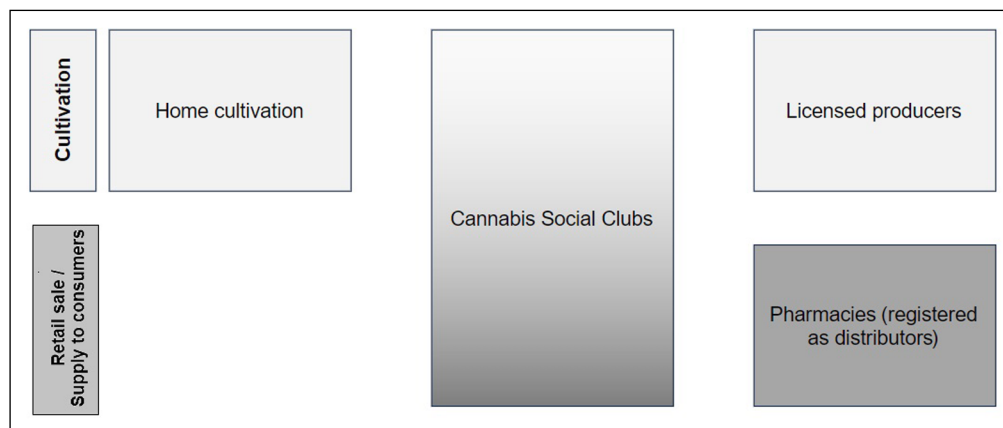 Cultivation
Home cultivation
Licensed producers
Cannabis Social Clubs
Retail sale /
Supply to consumers
Pharmacies (registered
as distributors)